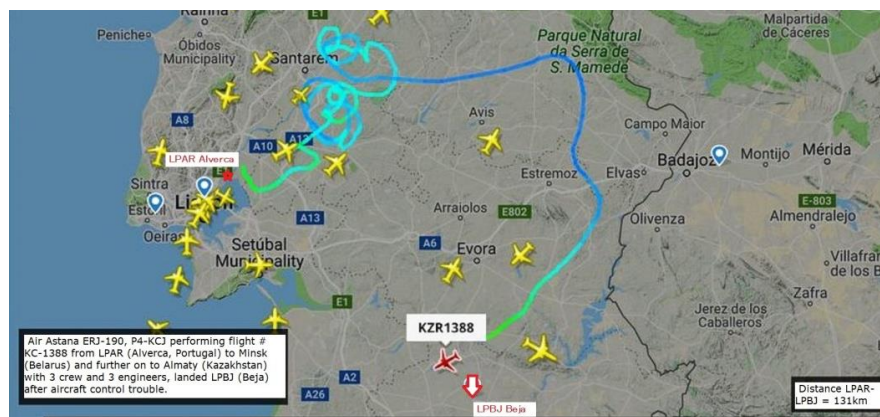 Peniche
Óbidos
Municipality
E1
Santarém
Parque Natural
da Serra de
S. Mamede
Malpartida
de Cáceres
A8
Avis
Campo Maior
A10
LPAR Alverca
Badajoz
Montijo
Mérida
Sintra
Estremoz
Elvas
E-803
Estoril
Oeiras
Arraiolos
E802
Olivenza
Almendralejo
A13
Setúbal
Municipality
A6
Evora
Villafran
de los B
Zafra
E1
KZR1388
Jerez de los
Caballeros
Air Astana ERJ-190, P4-KCJ performing flight #
KC-1388 from LPAR (Alverca, Portugal) to Minsk
(Belarus) and further on to Almaty (Kazakhstan)
with 3 crew and 3 engineers, landed LPBJ (Beja)
after aircraft control trouble.
A2
A26
LPBJ Beja
Distance LPAR-
LPBJ = 131km